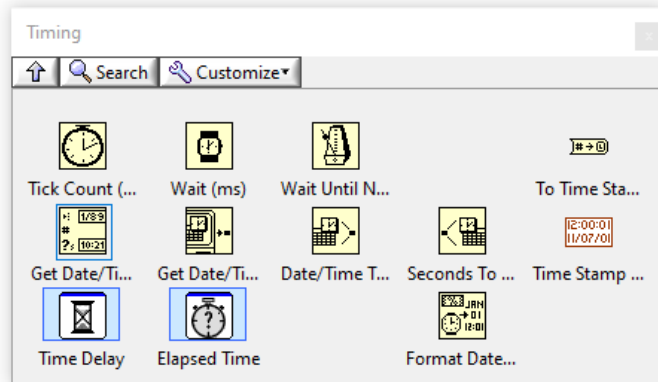 Timing
Search Customize
Tick Count (... Wait (ms) Wait Until N... To Time Sta...
Get Date/Ti... Get Date/Ti... Date/Time T... Seconds To ... Time Stamp ...
Time Delay Elapsed Time Format Date...